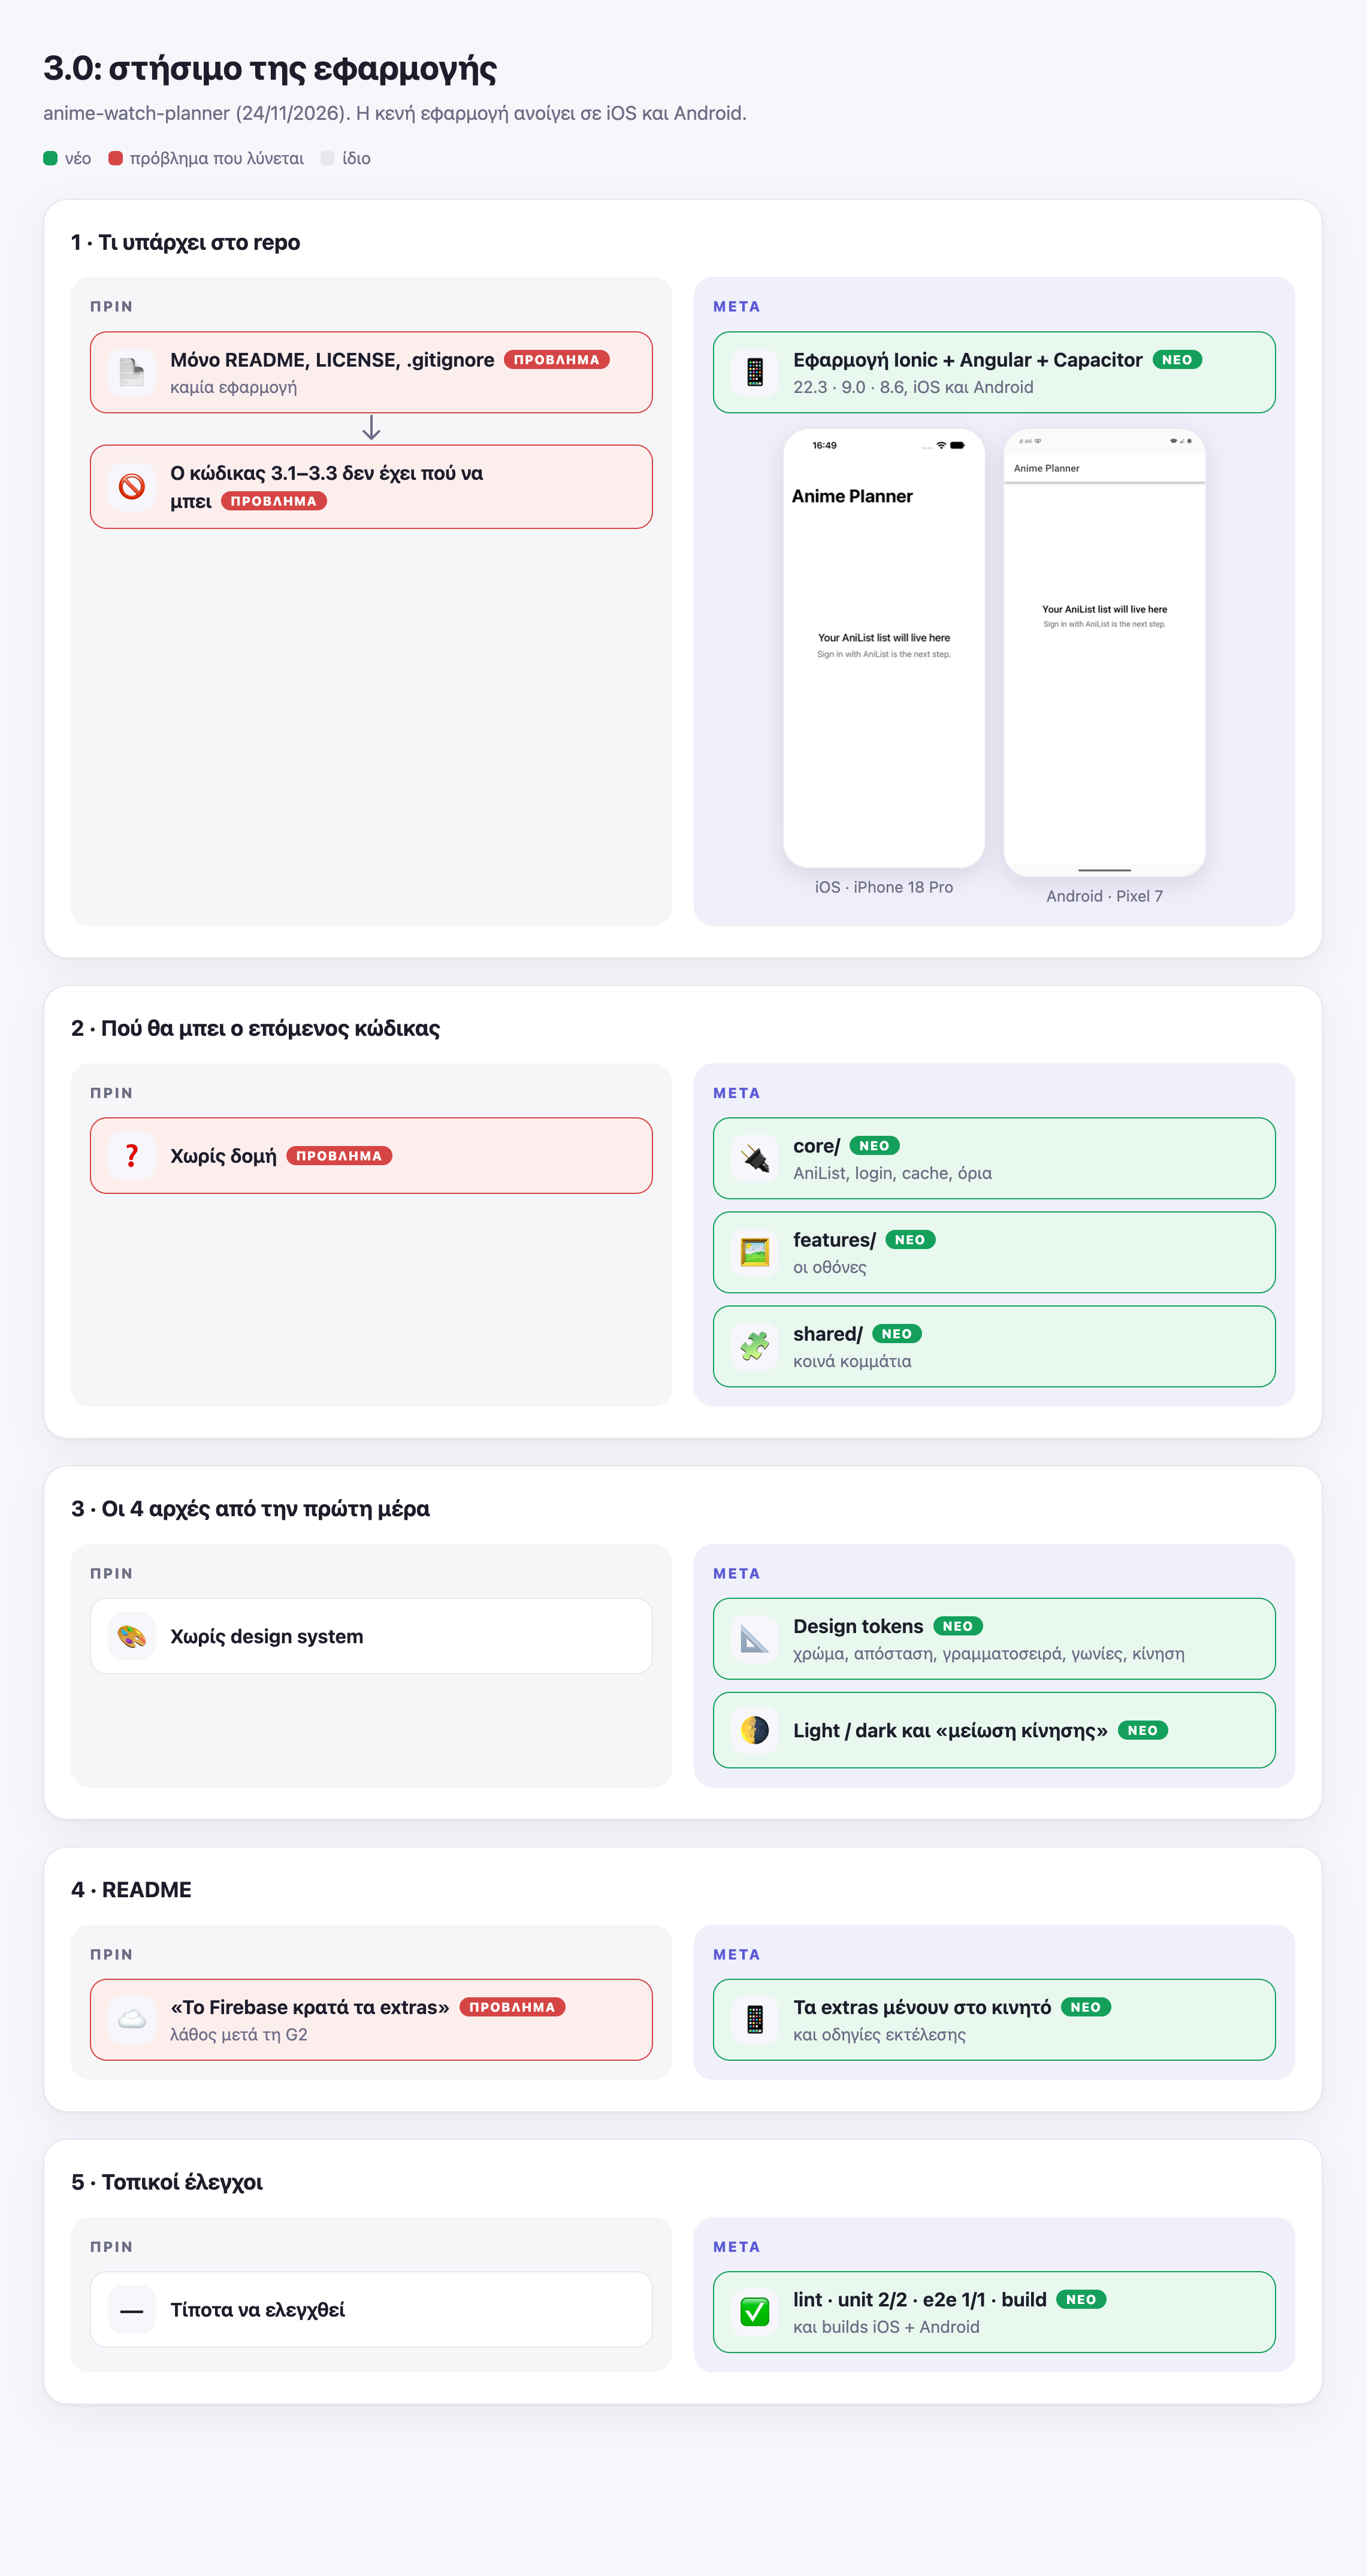 3.0: στήσιμο της εφαρμογής
anime-watch-planner (24/11/2026). Η κενή εφαρμογή ανοίγει σε iOS και Android.
νέο πρόβλημα που λύνεται ίδιο
1 · Τι υπάρχει στο repo
ΠΡΙΝ
Μόνο README, LICENSE, .gitignore ΠΡΟΒΛΗΜΑ
καμία εφαρμογή
Ο κώδικας 3.1–3.3 δεν έχει πού να
μπει ΠΡΟΒΛΗΜΑ
ΜΕΤΑ
Εφαρμογή Ionic + Angular + Capacitor ΝΕΟ
22.3 · 9.0 · 8.6, iOS και Android
16:49
Anime Planner
Your AniList list will live here
Sign in with AniList is the next step.
iOS · iPhone 18 Pro
Anime Planner
Your AniList list will live here
Sign in with AniList is the next step.
Android · Pixel 7
2 · Πού θα μπει ο επόμενος κώδικας
ΠΡΙΝ
Χωρίς δομή ΠΡΟΒΛΗΜΑ
ΜΕΤΑ
core/ ΝΕΟ
AniList, login, cache, όρια
features/ ΝΕΟ
οι οθόνες
shared/ ΝΕΟ
κοινά κομμάτια
3 · Οι 4 αρχές από την πρώτη μέρα
ΠΡΙΝ
Χωρίς design system
ΜΕΤΑ
Design tokens ΝΕΟ
χρώμα, απόσταση, γραμματοσειρά, γωνίες, κίνηση
Light / dark και «μείωση κίνησης» ΝΕΟ
4 · README
ΠΡΙΝ
«Το Firebase κρατά τα extras» ΠΡΟΒΛΗΜΑ
λάθος μετά τη G2
ΜΕΤΑ
Τα extras μένουν στο κινητό ΝΕΟ
και οδηγίες εκτέλεσης
5 · Τοπικοί έλεγχοι
ΠΡΙΝ
Τίποτα να ελεγχθεί
ΜΕΤΑ
lint · unit 2/2 · e2e 1/1 · build ΝΕΟ
και builds iOS + Android